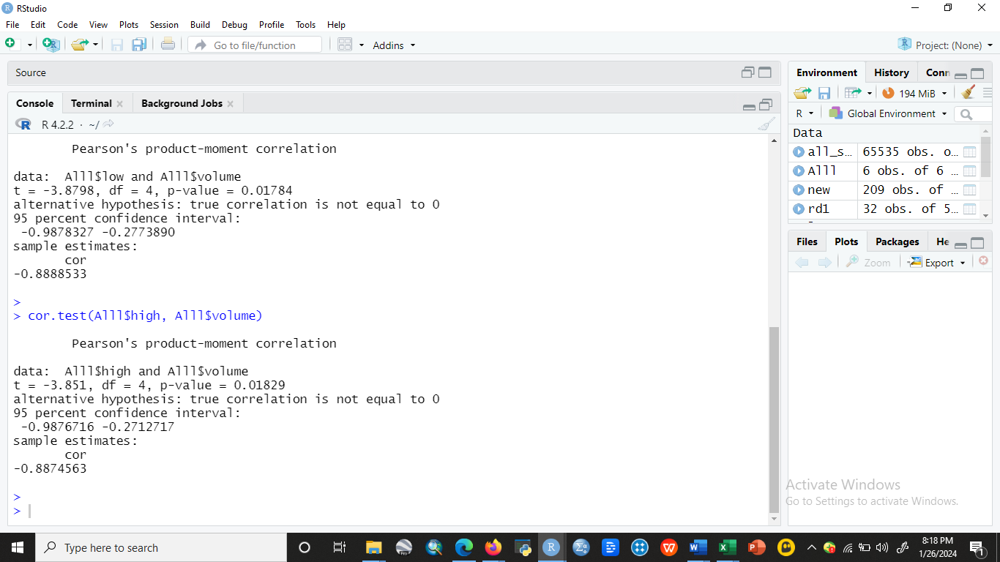 RStudio
File Edit Code View Plots Session Build Debug Profile Tools Help
Go to file/function Addins Project: (None)
Source
Console Terminal Background Jobs
R 4.2.2 · ~/
Pearson's product-moment correlation
data:  Alll$low and Alll$volume
t = -3.8798, df = 4, p-value = 0.01784
alternative hypothesis: true correlation is not equal to 0
95 percent confidence interval:
-0.9878327 -0.2773890
sample estimates:
cor
-0.8888533
>
> cor.test(Alll$high, Alll$volume)
Pearson's product-moment correlation
data:  Alll$high and Alll$volume
t = -3.851, df = 4, p-value = 0.01829
alternative hypothesis: true correlation is not equal to 0
95 percent confidence interval:
-0.9876716 -0.2712717
sample estimates:
cor
-0.8874563
>
>
Environment History Conn
194 MiB
R Global Environment
Data
all_s... 65535 obs. o...
Alll 6 obs. of 6 ...
new 209 obs. of ...
rd1 32 obs. of 5...
Files Plots Packages He
Zoom Export
Activate Windows
Go to Settings to activate Windows.
Type here to search
8:18 PM
1/26/2024
1